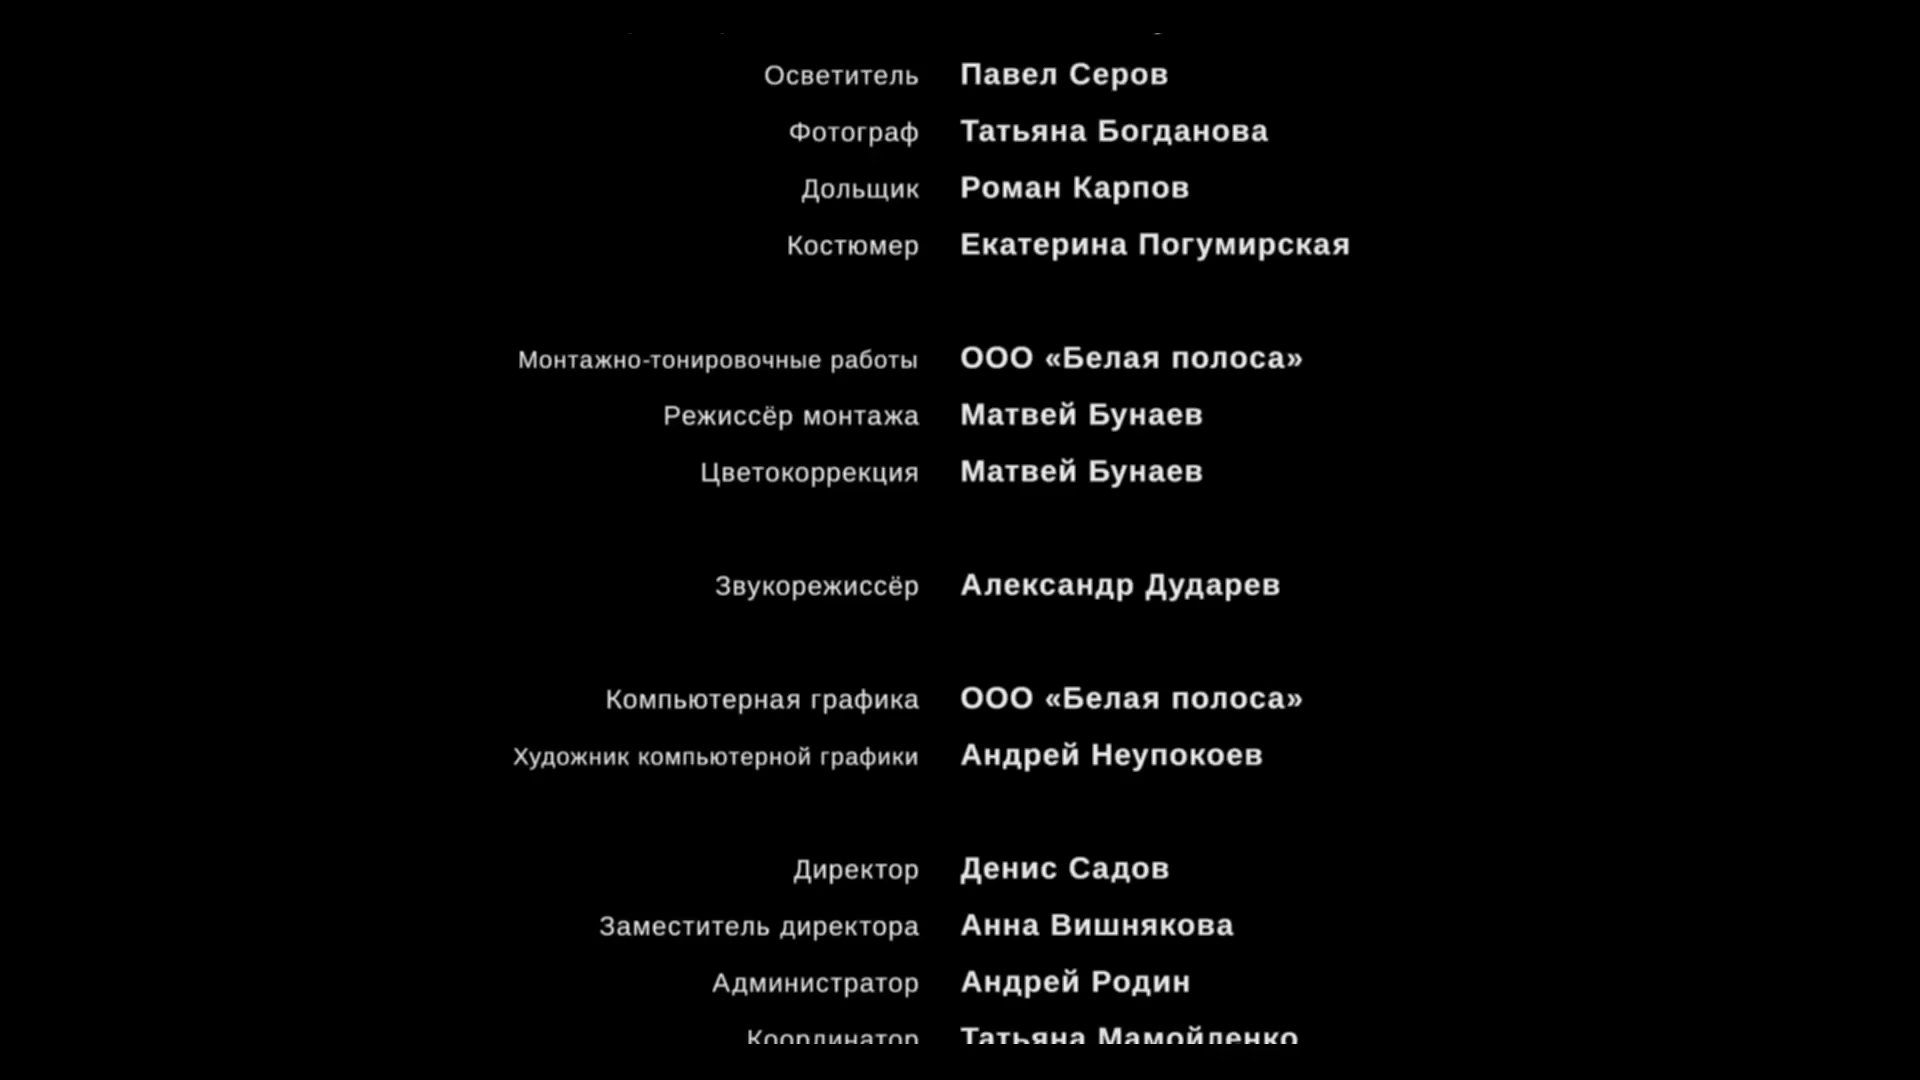 Осветитель Павел Серов
Фотограф Татьяна Богданова
Дольщик Роман Карпов
Костюмер Екатерина Погумирская
Монтажно-тонировочные работы ООО «Белая полоса»
Режиссёр монтажа Матвей Бунаев
Цветокоррекция Матвей Бунаев
Звукорежиссёр Александр Дударев
Компьютерная графика ООО «Белая полоса»
Художник компьютерной графики Андрей Неупокоев
Директор Денис Садов
Заместитель директора Анна Вишнякова
Администратор Андрей Родин
Координатор Татьяна Мамойленко